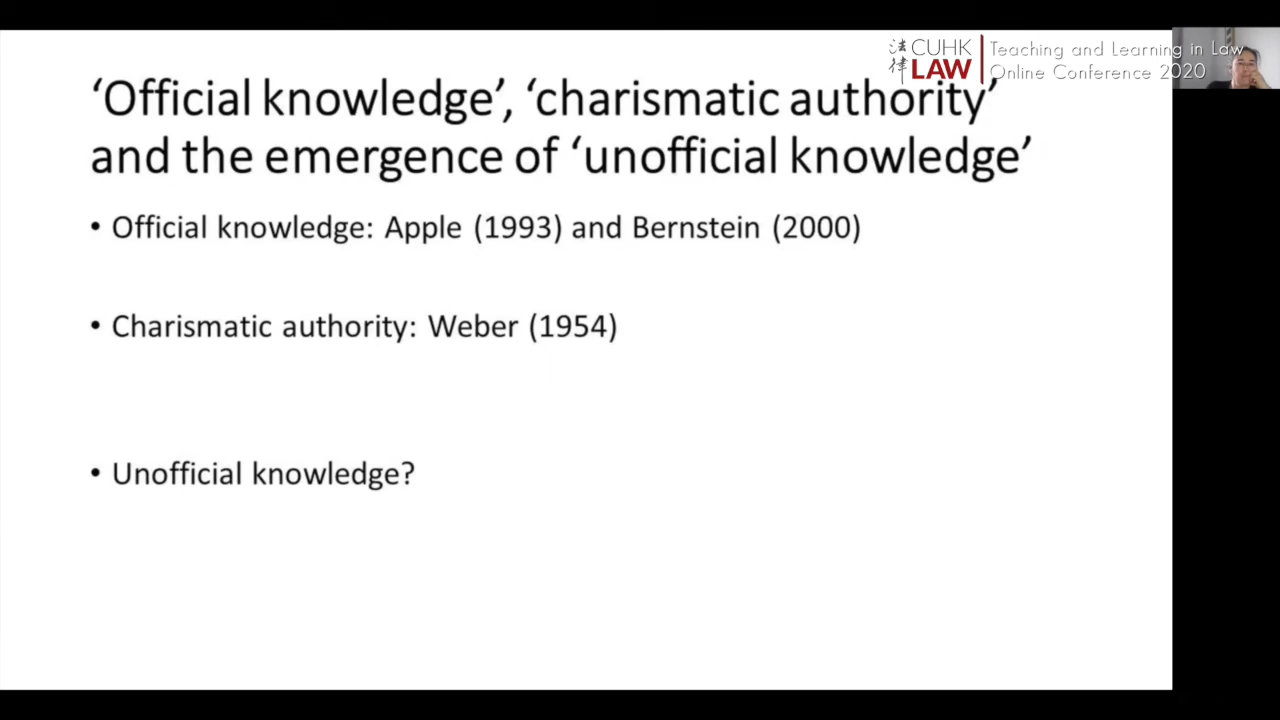 法律 CUHK LAW Teaching and Learning in Law Online Conference 2020
‘Official knowledge’, ‘charismatic authority’
and the emergence of ‘unofficial knowledge’
• Official knowledge: Apple (1993) and Bernstein (2000)
• Charismatic authority: Weber (1954)
• Unofficial knowledge?